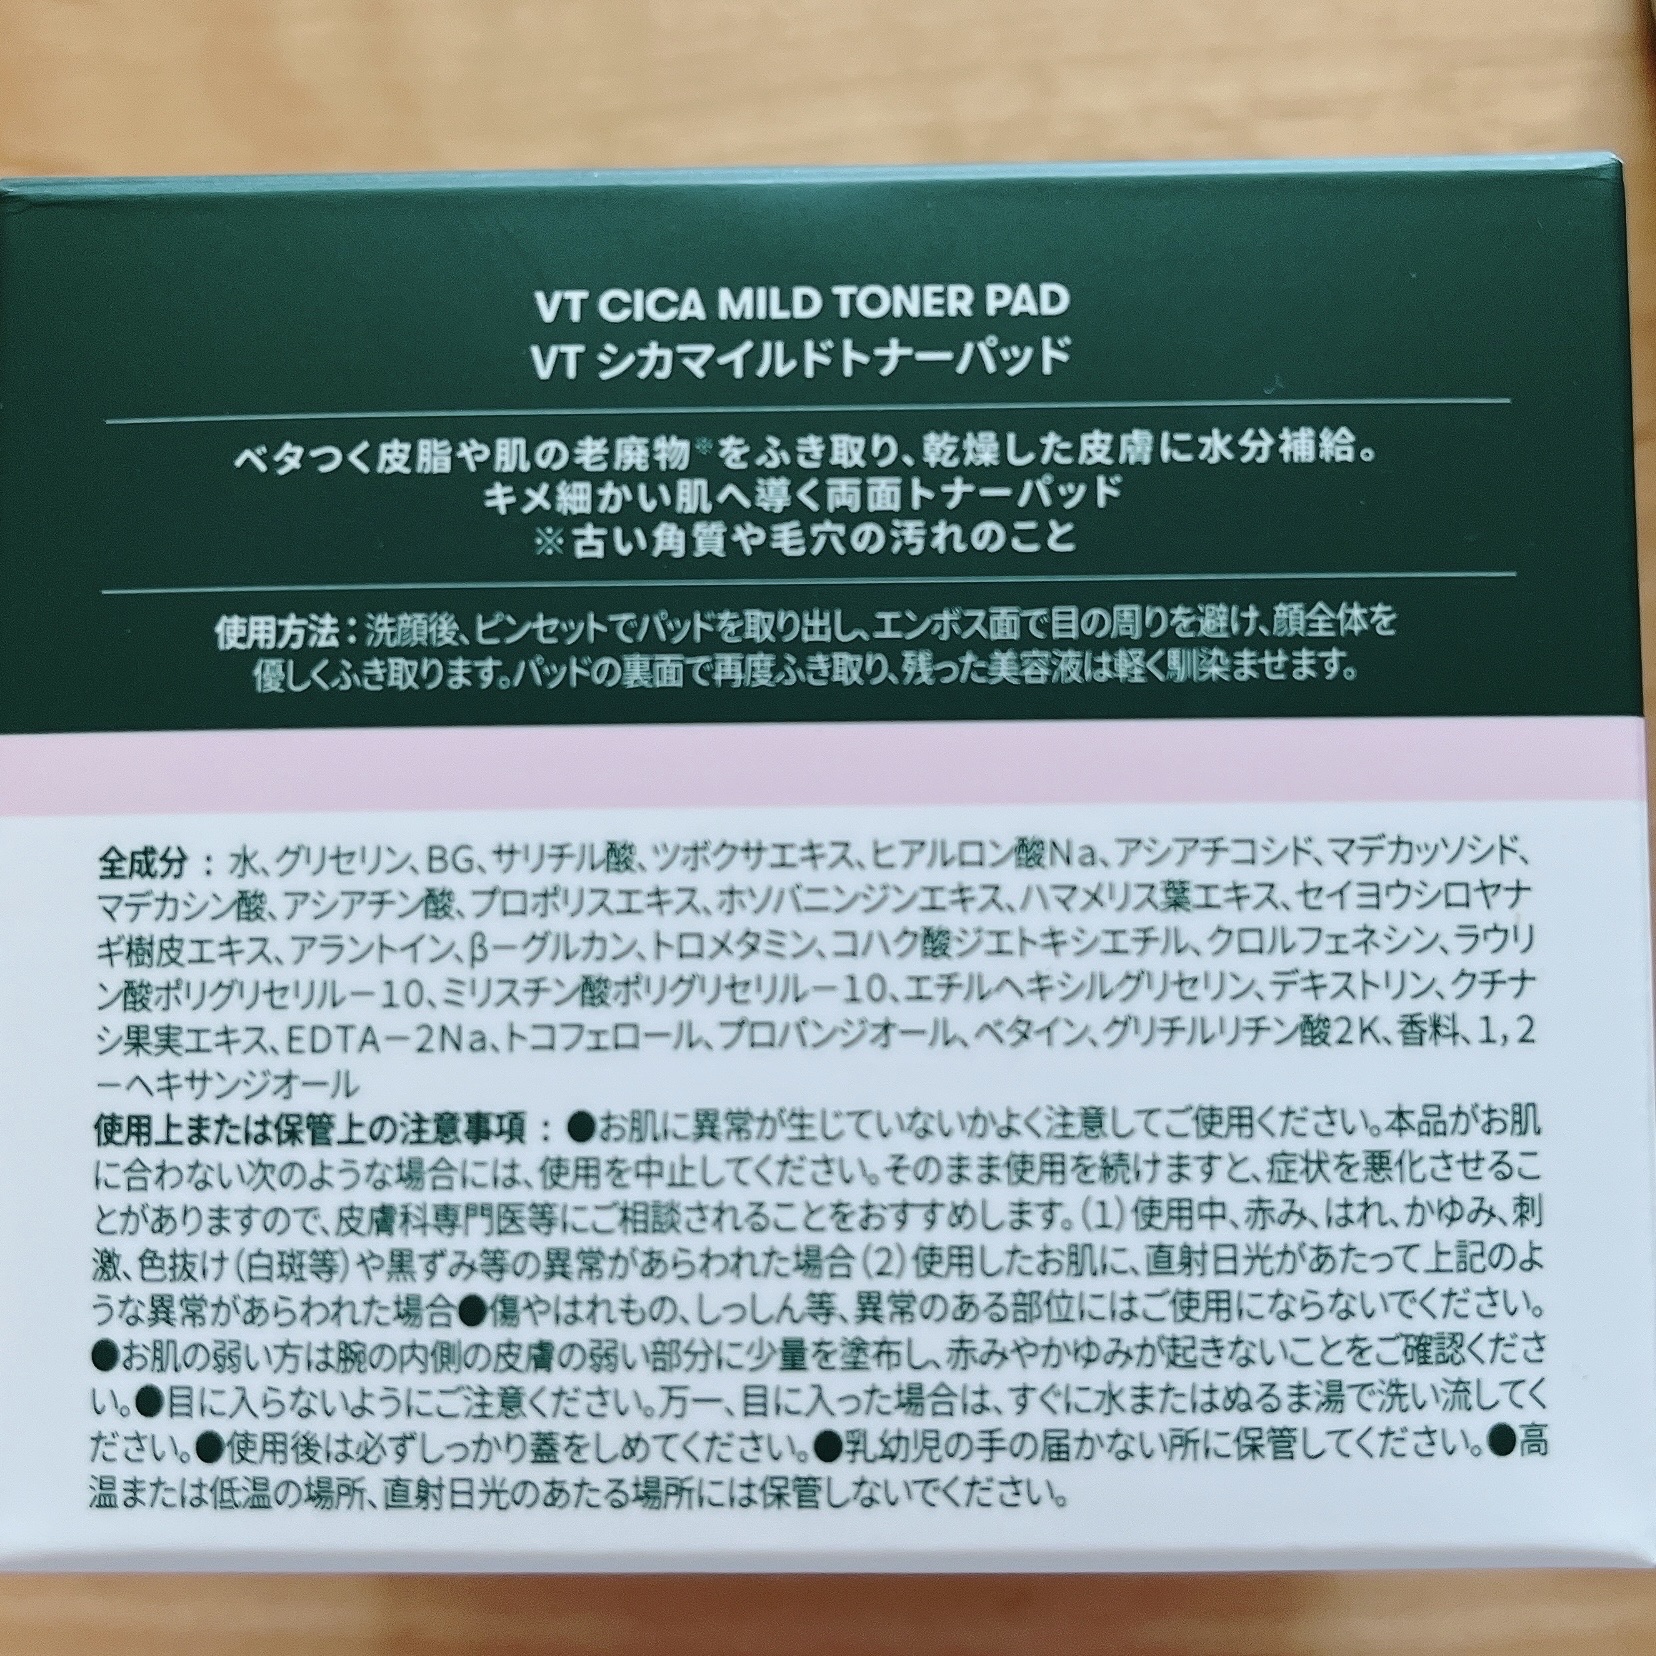 VT CICA MILD TONER PAD
VT シカマイルドトナーパッド
ベタつく皮脂や肌の老廃物※をふき取り、乾燥した皮膚に水分補給。
キメ細かい肌へ導く両面トナーパッド
※古い角質や毛穴の汚れのこと
使用方法：洗顔後、ピンセットでパッドを取り出し、エンボス面で目の周りを避け、顔全体を
優しくふき取ります。パッドの裏面で再度ふき取り、残った美容液は軽く馴染ませます。
全成分：水、グリセリン、BG、サリチル酸、ツボクサエキス、ヒアルロン酸Na、アシアチコシド、マデカッソシド、
マデカシン酸、アシアチン酸、プロポリスエキス、ホソバニンジンエキス、ハマメリス葉エキス、セイヨウシロヤナ
ギ樹皮エキス、アラントイン、βーグルカン、トロメタミン、コハク酸ジエトキシエチル、クロルフェネシン、ラウリ
ン酸ポリグリセリルー10、ミリスチン酸ポリグリセリルー10、エチルヘキシルグリセリン、デキストリン、クチナ
シ果実エキス、EDTAー2Na、トコフェロール、プロパンジオール、ベタイン、グリチルリチン酸2K、香料、1，2
ーヘキサンジオール
使用上または保管上の注意事項：●お肌に異常が生じていないかよく注意してご使用ください。本品がお肌
に合わない次のような場合には、使用を中止してください。そのまま使用を続けますと、症状を悪化させるこ
とがありますので、皮膚科専門医等にご相談されることをおすすめします。（1）使用中、赤み、はれ、かゆみ、刺
激、色抜け（白斑等）や黒ずみ等の異常があらわれた場合（2）使用したお肌に、直射日光があたって上記のよ
うな異常があらわれた場合●傷やはれもの、しっしん等、異常のある部位にはご使用にならないでください。
●お肌の弱い方は腕の内側の皮膚の弱い部分に少量を塗布し、赤みやかゆみが起きないことをご確認くださ
い。●目に入らないようにご注意ください。万一、目に入った場合は、すぐに水またはぬるま湯で洗い流してく
ださい。●使用後は必ずしっかり蓋をしめてください。●乳幼児の手の届かない所に保管してください。●高
温または低温の場所、直射日光のあたる場所には保管しないでください。